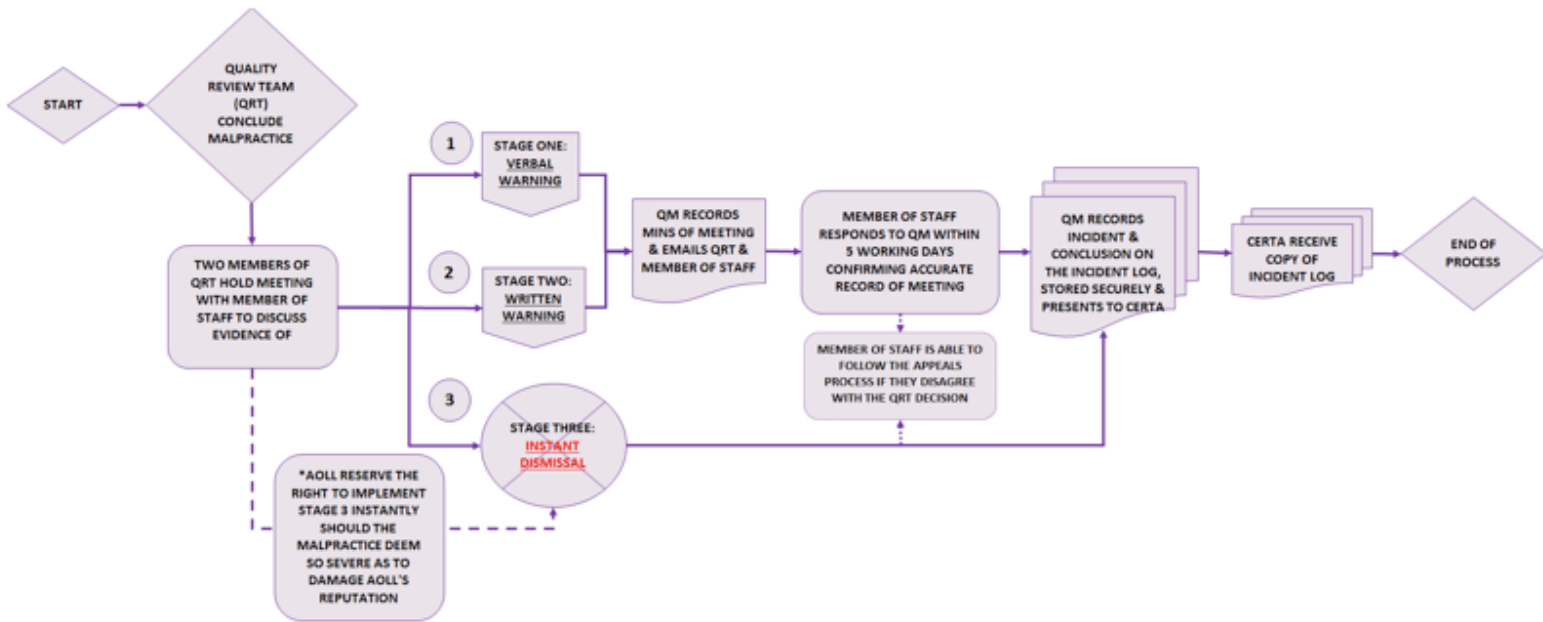 START
QUALITY
REVIEW TEAM
(QRT)
CONCLUDE
MALPRACTICE
TWO MEMBERS OF
QRT HOLD MEETING
WITH MEMBER OF
STAFF TO DISCUSS
EVIDENCE OF
1
STAGE ONE:
VERBAL
WARNING
2
STAGE TWO:
WRITTEN
WARNING
3
STAGE THREE:
INSTANT
DISMISSAL
*AOLL RESERVE THE
RIGHT TO IMPLEMENT
STAGE 3 INSTANTLY
SHOULD THE
MALPRACTICE DEEM
SO SEVERE AS TO
DAMAGE AOLL'S
REPUTATION
QM RECORDS
MINS OF MEETING
& EMAILS QRT &
MEMBER OF STAFF
MEMBER OF STAFF
RESPONDS TO QM WITHIN
5 WORKING DAYS
CONFIRMING ACCURATE
RECORD OF MEETING
MEMBER OF STAFF IS ABLE TO
FOLLOW THE APPEALS
PROCESS IF THEY DISAGREE
WITH THE QRT DECISION
QM RECORDS
INCIDENT &
CONCLUSION ON
THE INCIDENT LOG,
STORED SECURELY &
PRESENTS TO CERTA
CERTA RECEIVE
COPY OF
INCIDENT LOG
END OF
PROCESS